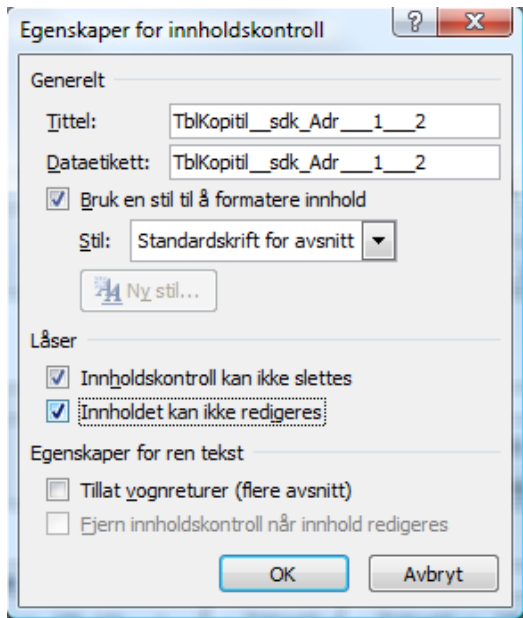 Egenskaper for innholdskontroll
Generelt
Tittel: TblKopitil__sdk_Adr___1___2
Dataetikett: TblKopitil__sdk_Adr___1___2
Bruk en stil til å formatere innhold
Stil: Standardskrift for avsnitt
Ny stil...
Låser
Innholdskontroll kan ikke slettes
Innholdet kan ikke redigeres
Egenskaper for ren tekst
Tillat vognreturer (flere avsnitt)
Fjern innholdskontroll når innhold redigeres
OK Avbryt